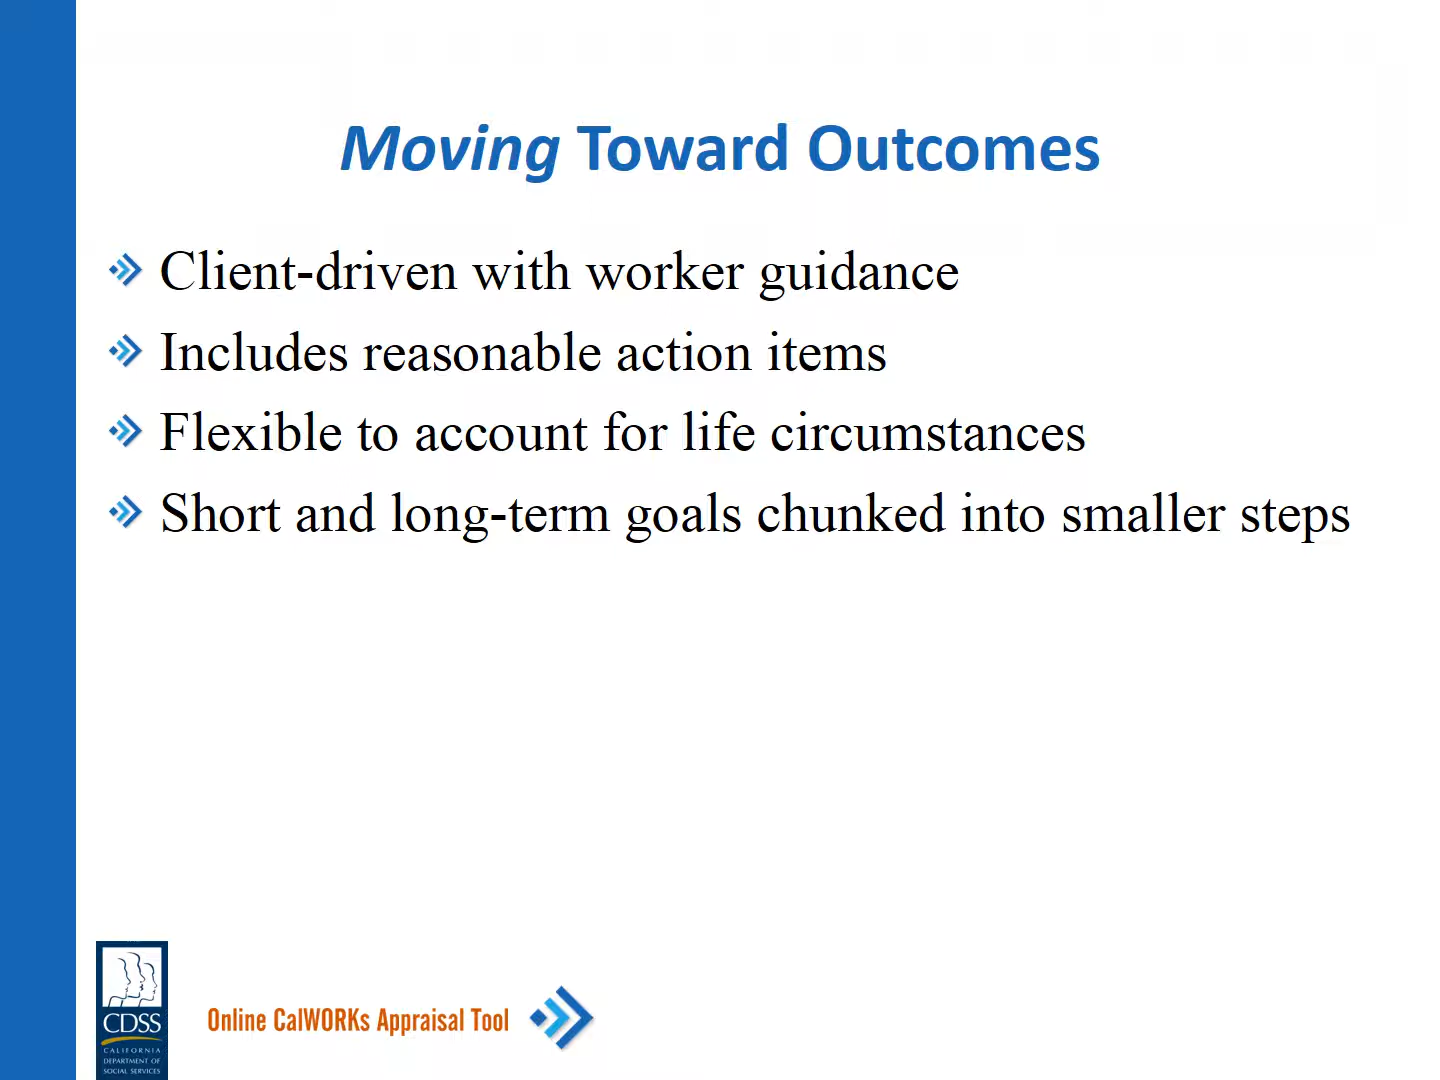 Moving Toward Outcomes
Client-driven with worker guidance
Includes reasonable action items
Flexible to account for life circumstances
Short and long-term goals chunked into smaller steps
CDSS
CALIFORNIA
DEPARTMENT OF
SOCIAL SERVICES
Online CalWORKs Appraisal Tool